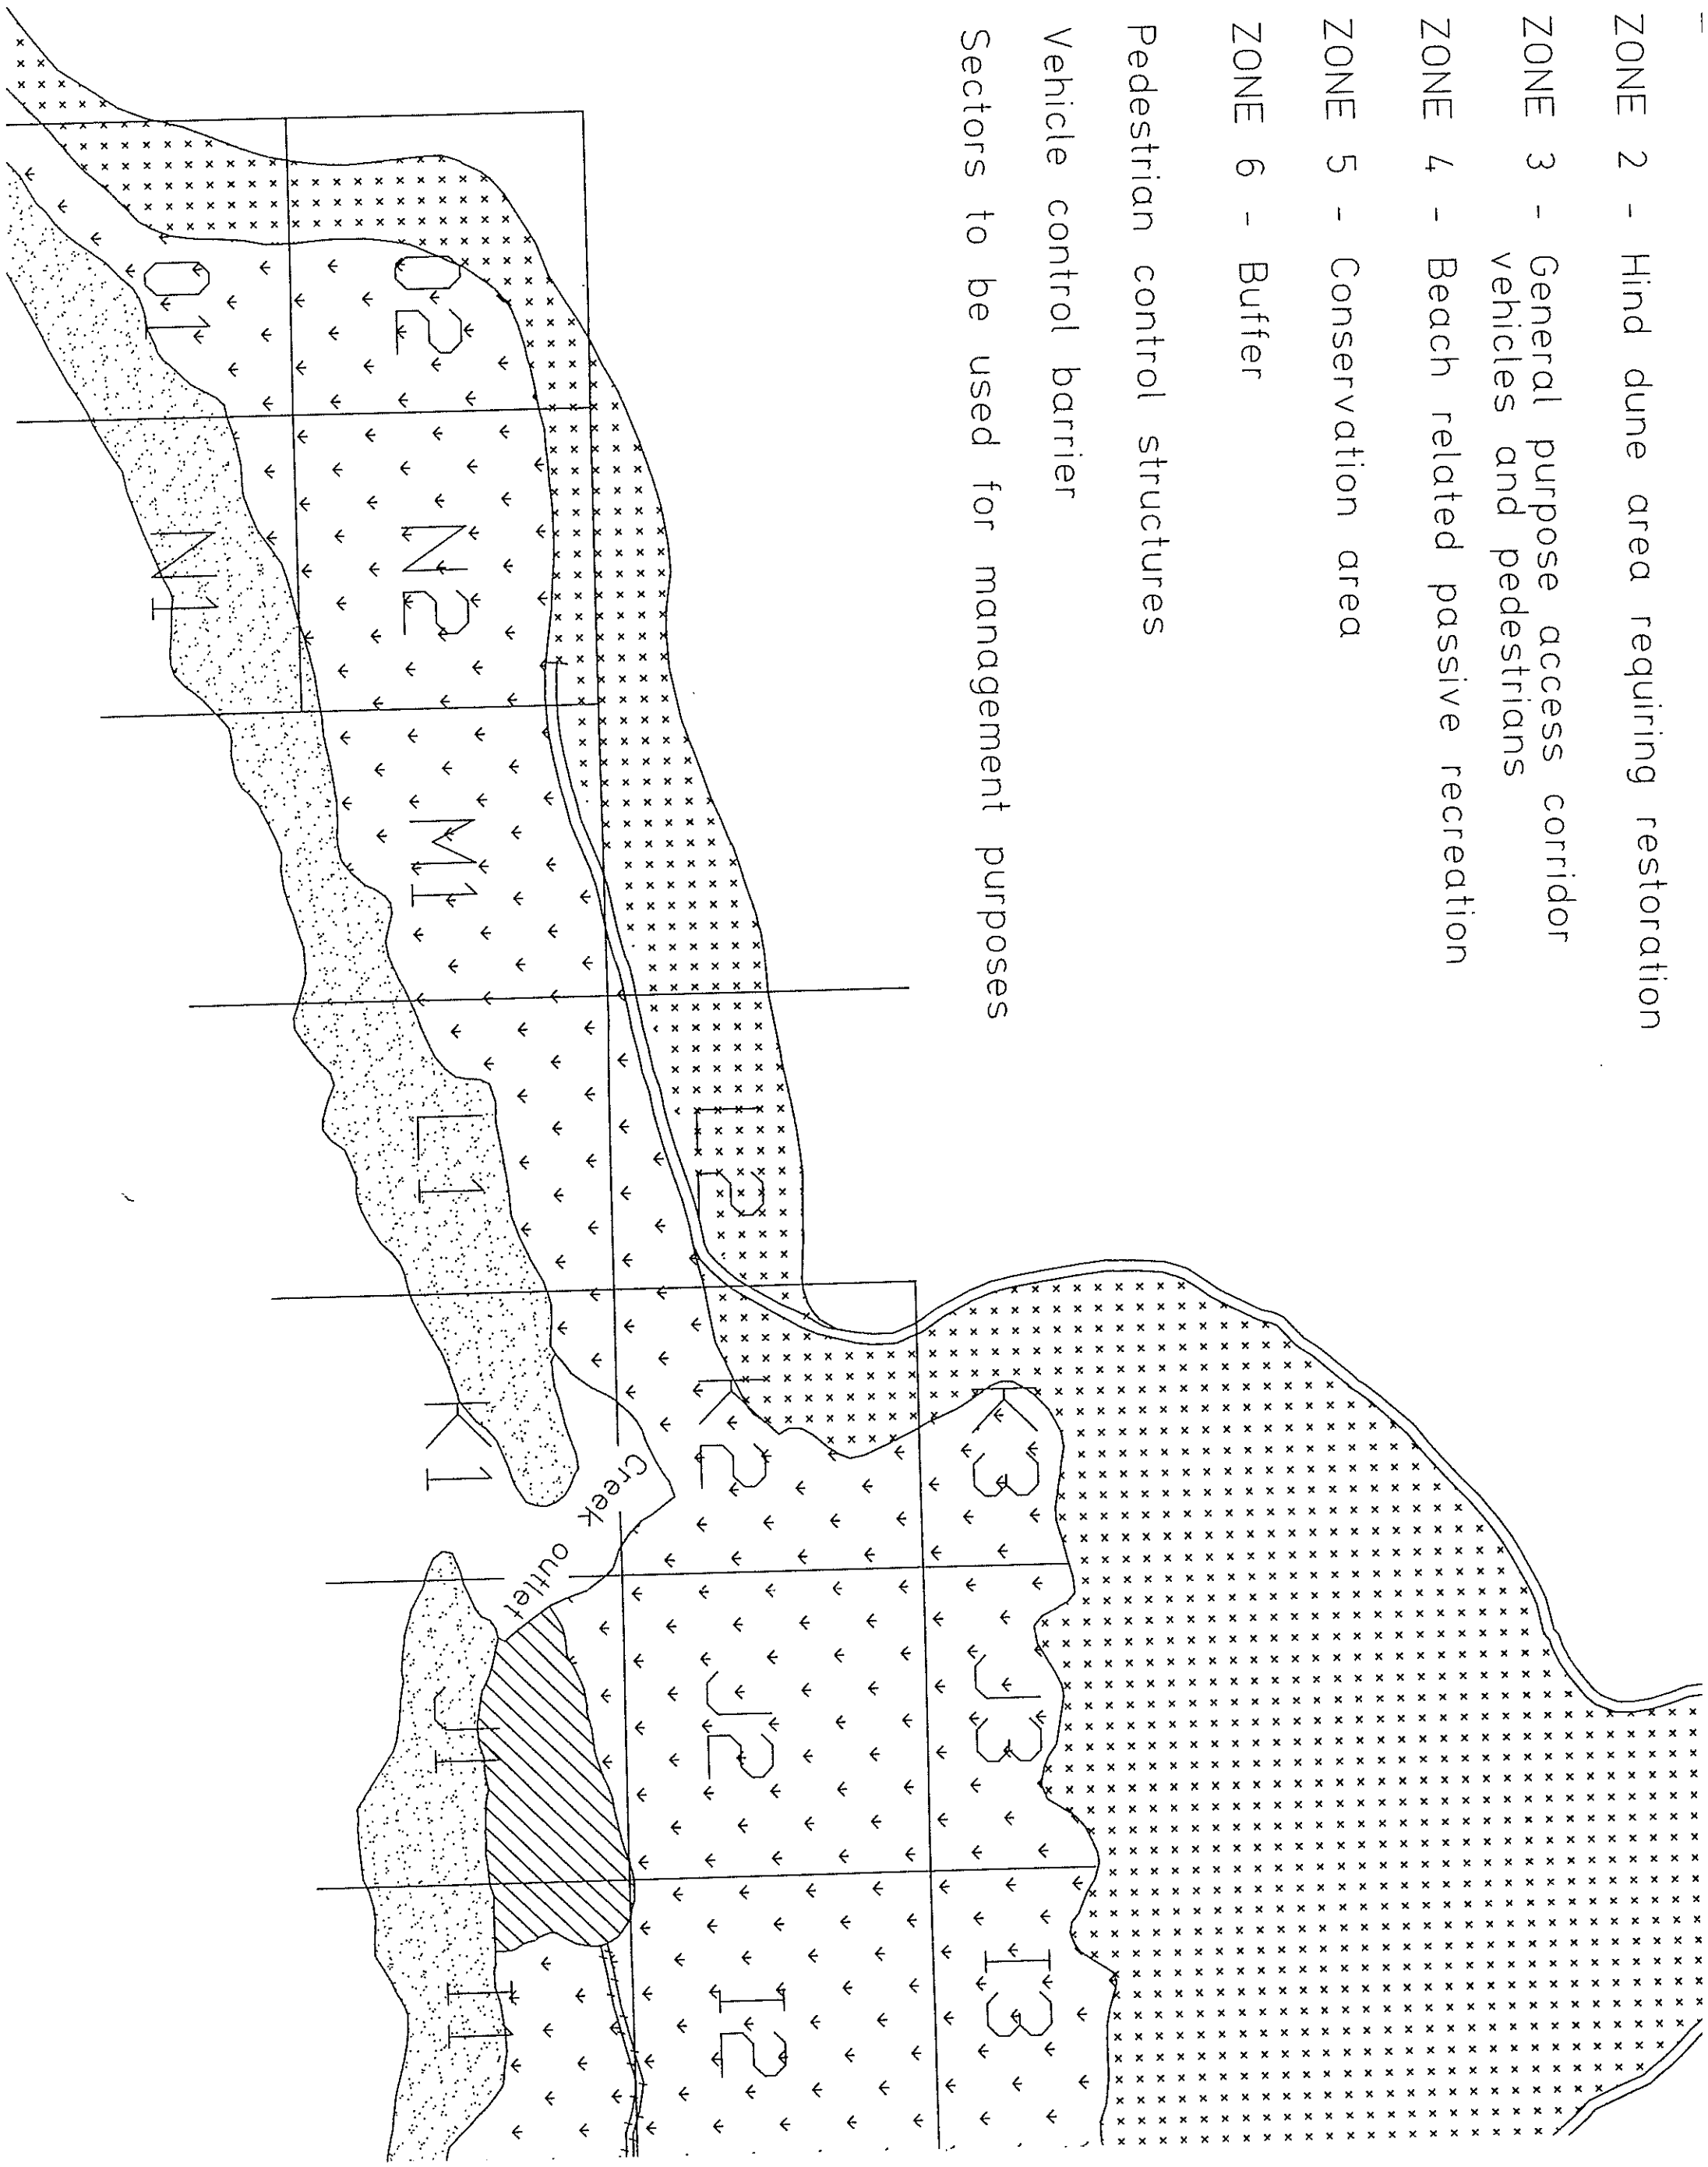 ZONE 2 - Hind dune area requiring restoration
ZONE 3 - General purpose access corridor
vehicles and pedestrians
ZONE 4 - Beach related passive recreation
ZONE 5 - Conservation area
ZONE 6 - Buffer
Pedestrian control structures
Vehicle control barrier
Sectors to be used for management purposes
K3
J3
I3
L2
K2
J2
I2
O2
N2
M1
L1
K1
J1
I1
O1
N1
Creek outlet